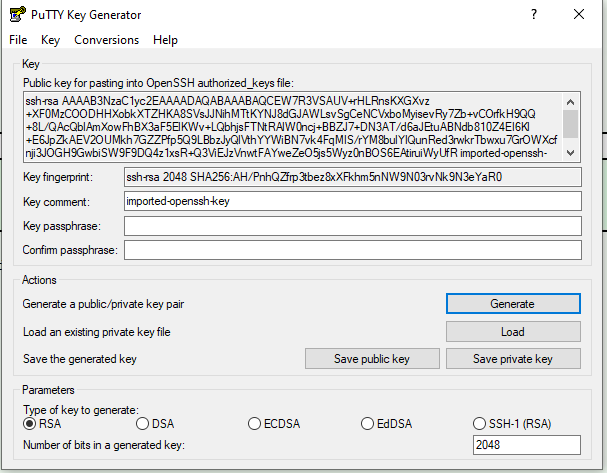 PuTTY Key Generator
File Key Conversions Help
Key
Public key for pasting into OpenSSH authorized_keys file:
ssh-rsa AAAAB3NzaC1yc2EAAAADAQABAAABAQCEW7R3VSAUV+rHLRnsKXGXvz
+XF0MzCOODHHXobkXTZHKA8SVsJJNihMTtKYNJ8dGJAWLsvSgCeNCVxboMyisevRy7Zb+vCOrfkH9QQ
+8L/QAcQblAmXowRhBX3aF5ElKWv+LQbhjsFTNtRAIW0ncj+BBZJ7+DN3AT/d6aJEtuABNdb810Z4El6Kl
+E6JpZkAEV2OUMkh7GZZPfp5Q9LBbzJyQlVthYYWiBN7vk4FqMIS/rYM8bulYlQunRed3rwkrTbwxu7GrOWXcf
nji3JOGH9GwbiSW9F9DQ4z1xsR+Q3ViEJzVnwtFAYweZeO5js5Wyz0nBOS6EAtiruiWyUfR imported-openssh-
Key fingerprint: ssh-rsa 2048 SHA256:AH/PnhQZfrp3tbez8xXFkhm5nNW9N03rvNk9N3eYaR0
Key comment: imported-openssh-key
Key passphrase:
Confirm passphrase:
Actions
Generate a public/private key pair Generate
Load an existing private key file Load
Save the generated key Save public key Save private key
Parameters
Type of key to generate:
RSA DSA ECDSA EdDSA SSH-1 (RSA)
Number of bits in a generated key: 2048